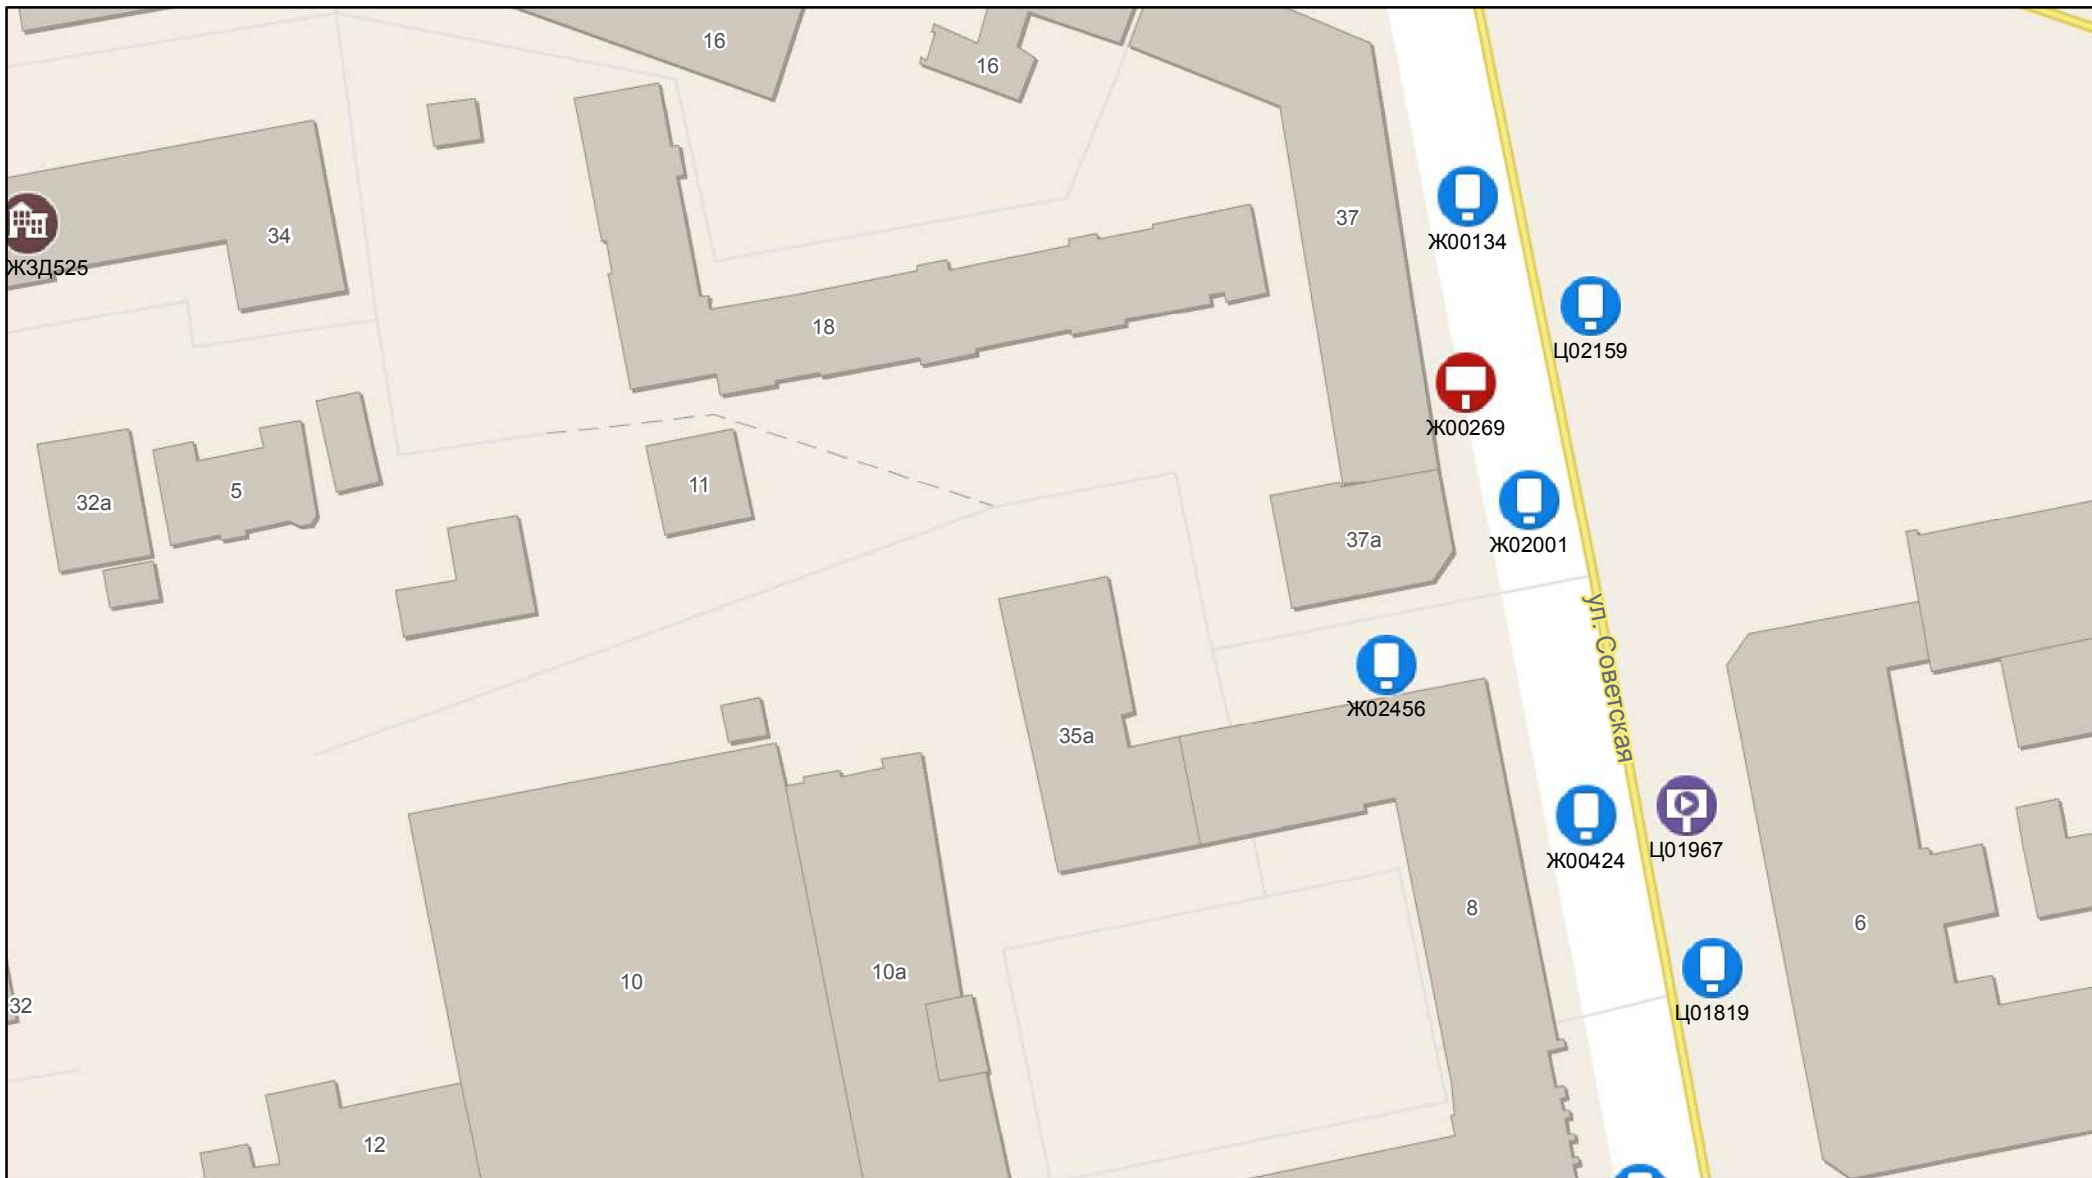 16
16
37
34
Ж00134
ЖЗД525
18
Ц02159
Ж00269
11
5
32а
37а
Ж02001
ул. Советская
Ж02456
35а
Ц01967
Ж00424
8
6
10а
10
32
Ц01819
12